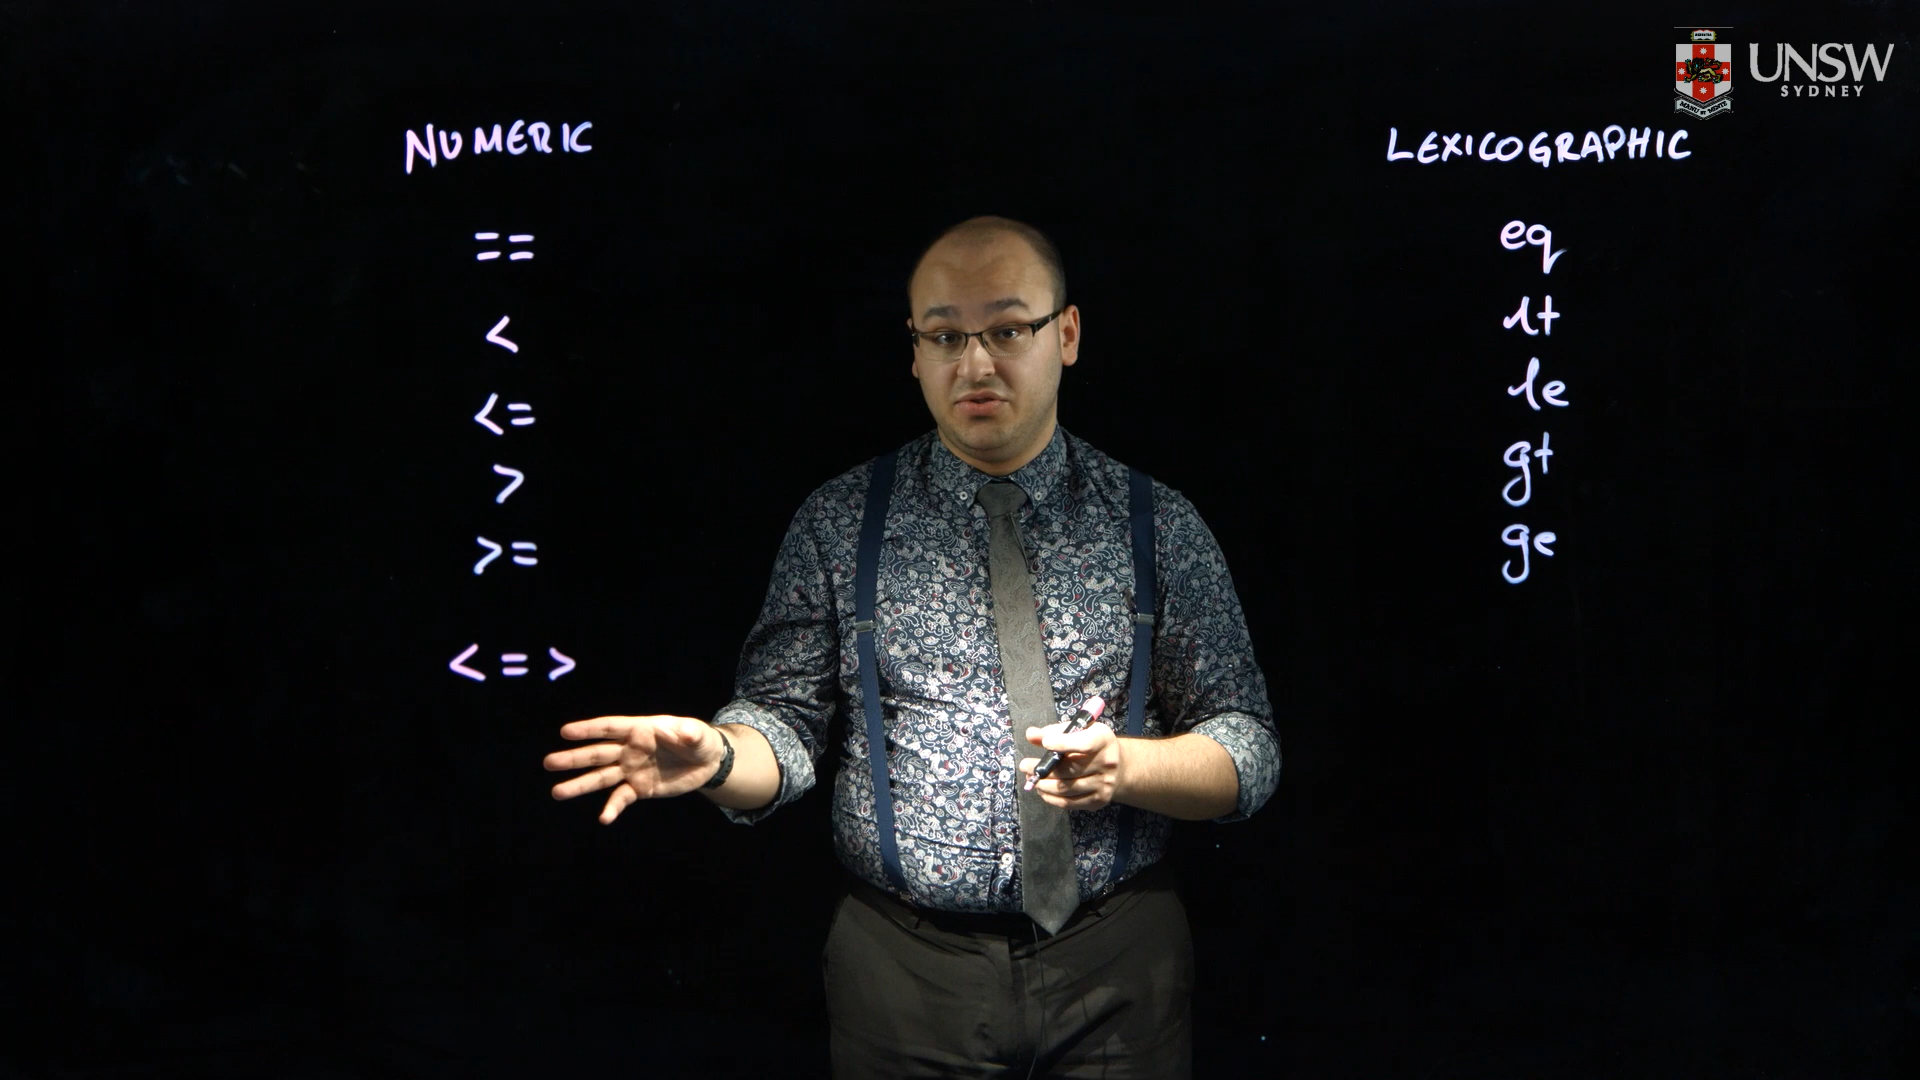 UNSW
SYDNEY
NUMERIC
==
<
<=
>
>=
<=>
LEXICOGRAPHIC
eq
lt
le
gt
ge